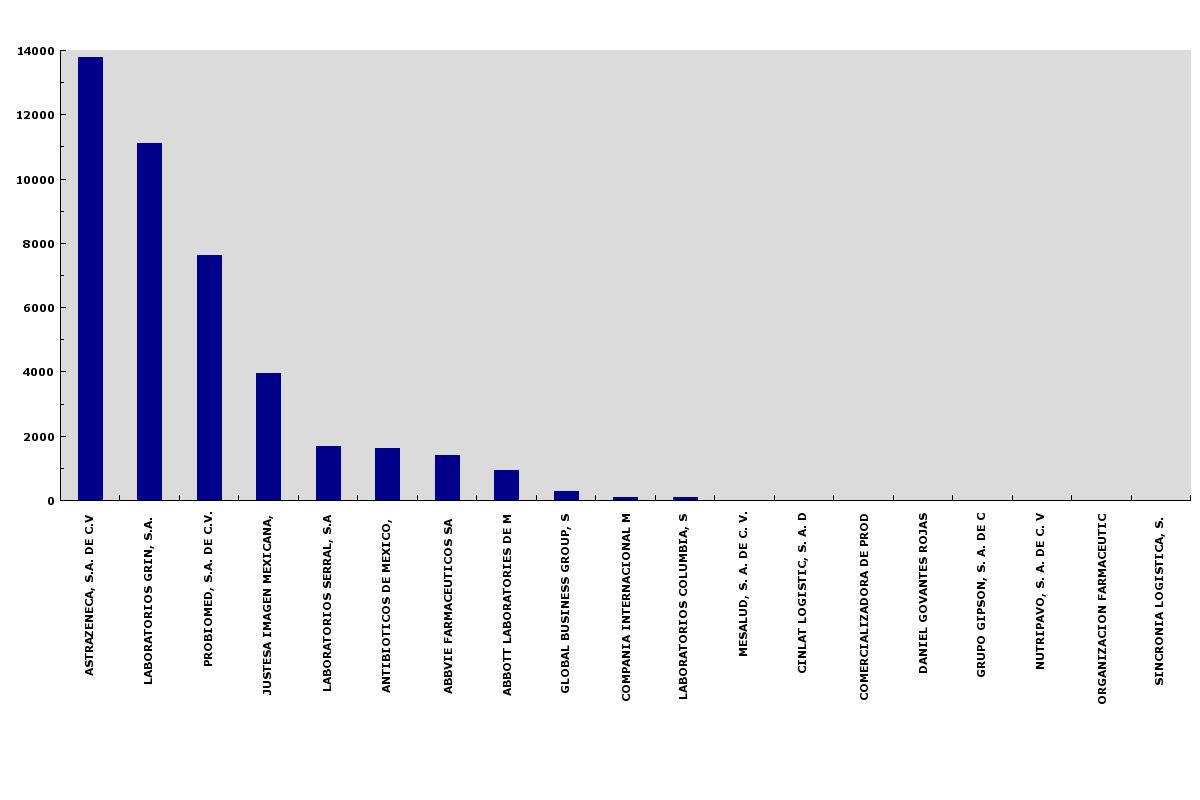 14000
12000
10000
8000
6000
4000
2000
0
ASTRAZENECA, S.A. DE C.V
LABORATORIOS GRIN, S.A.
PROBIOMED, S.A. DE C.V.
JUSTESA IMAGEN MEXICANA,
LABORATORIOS SERRAL, S.A
ANTIBIOTICOS DE MEXICO,
ABBVIE FARMACEUTICOS SA
ABBOTT LABORATORIES DE M
GLOBAL BUSINESS GROUP, S
COMPANIA INTERNACIONAL M
LABORATORIOS COLUMBIA, S
MESALUD, S. A. DE C. V.
CINLAT LOGISTIC, S. A. D
COMERCIALIZADORA DE PROD
DANIEL GOVANTES ROJAS
GRUPO GIPSON, S. A. DE C
NUTRIPAVO, S. A. DE C. V
ORGANIZACION FARMACEUTIC
SINCRONIA LOGISTICA, S.